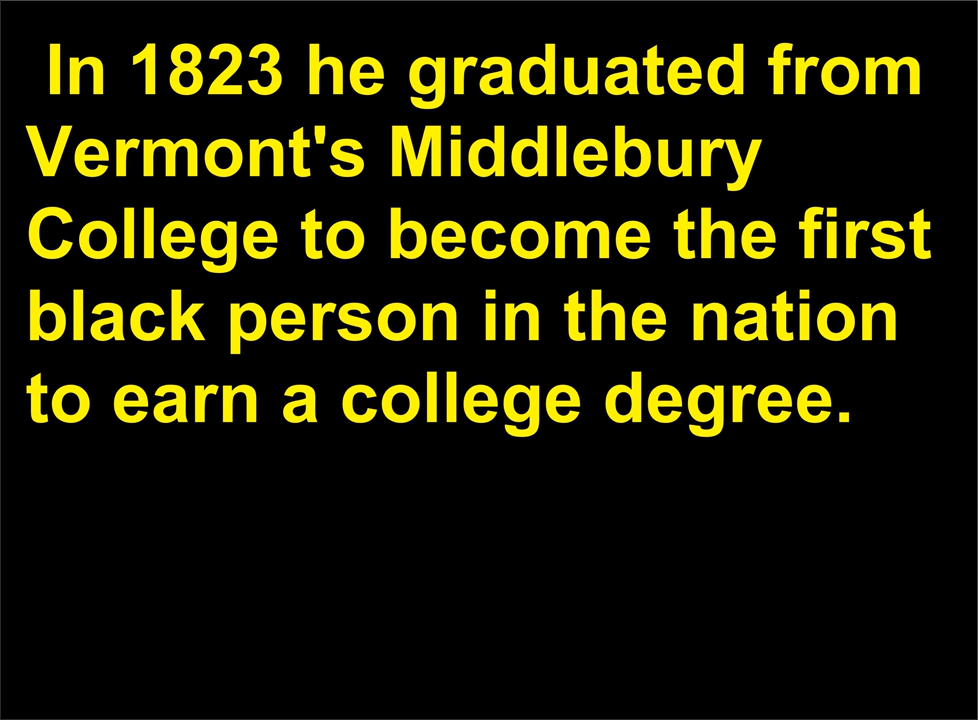 In 1823 he graduated from
Vermont's Middlebury
College to become the first
black person in the nation
to earn a college degree.